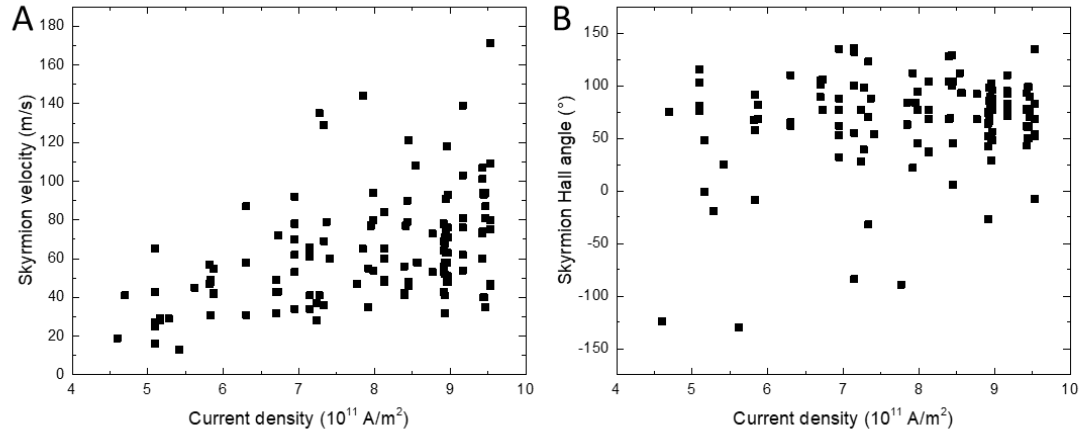 A
180
160
140
120
100
80
60
40
20
0
Skyrmion velocity (m/s)
4 5 6 7 8 9 10
Current density (10¹¹ A/m²)
B
150
100
50
0
-50
-100
-150
Skyrmion Hall angle (°)
4 5 6 7 8 9 10
Current density (10¹¹ A/m²)